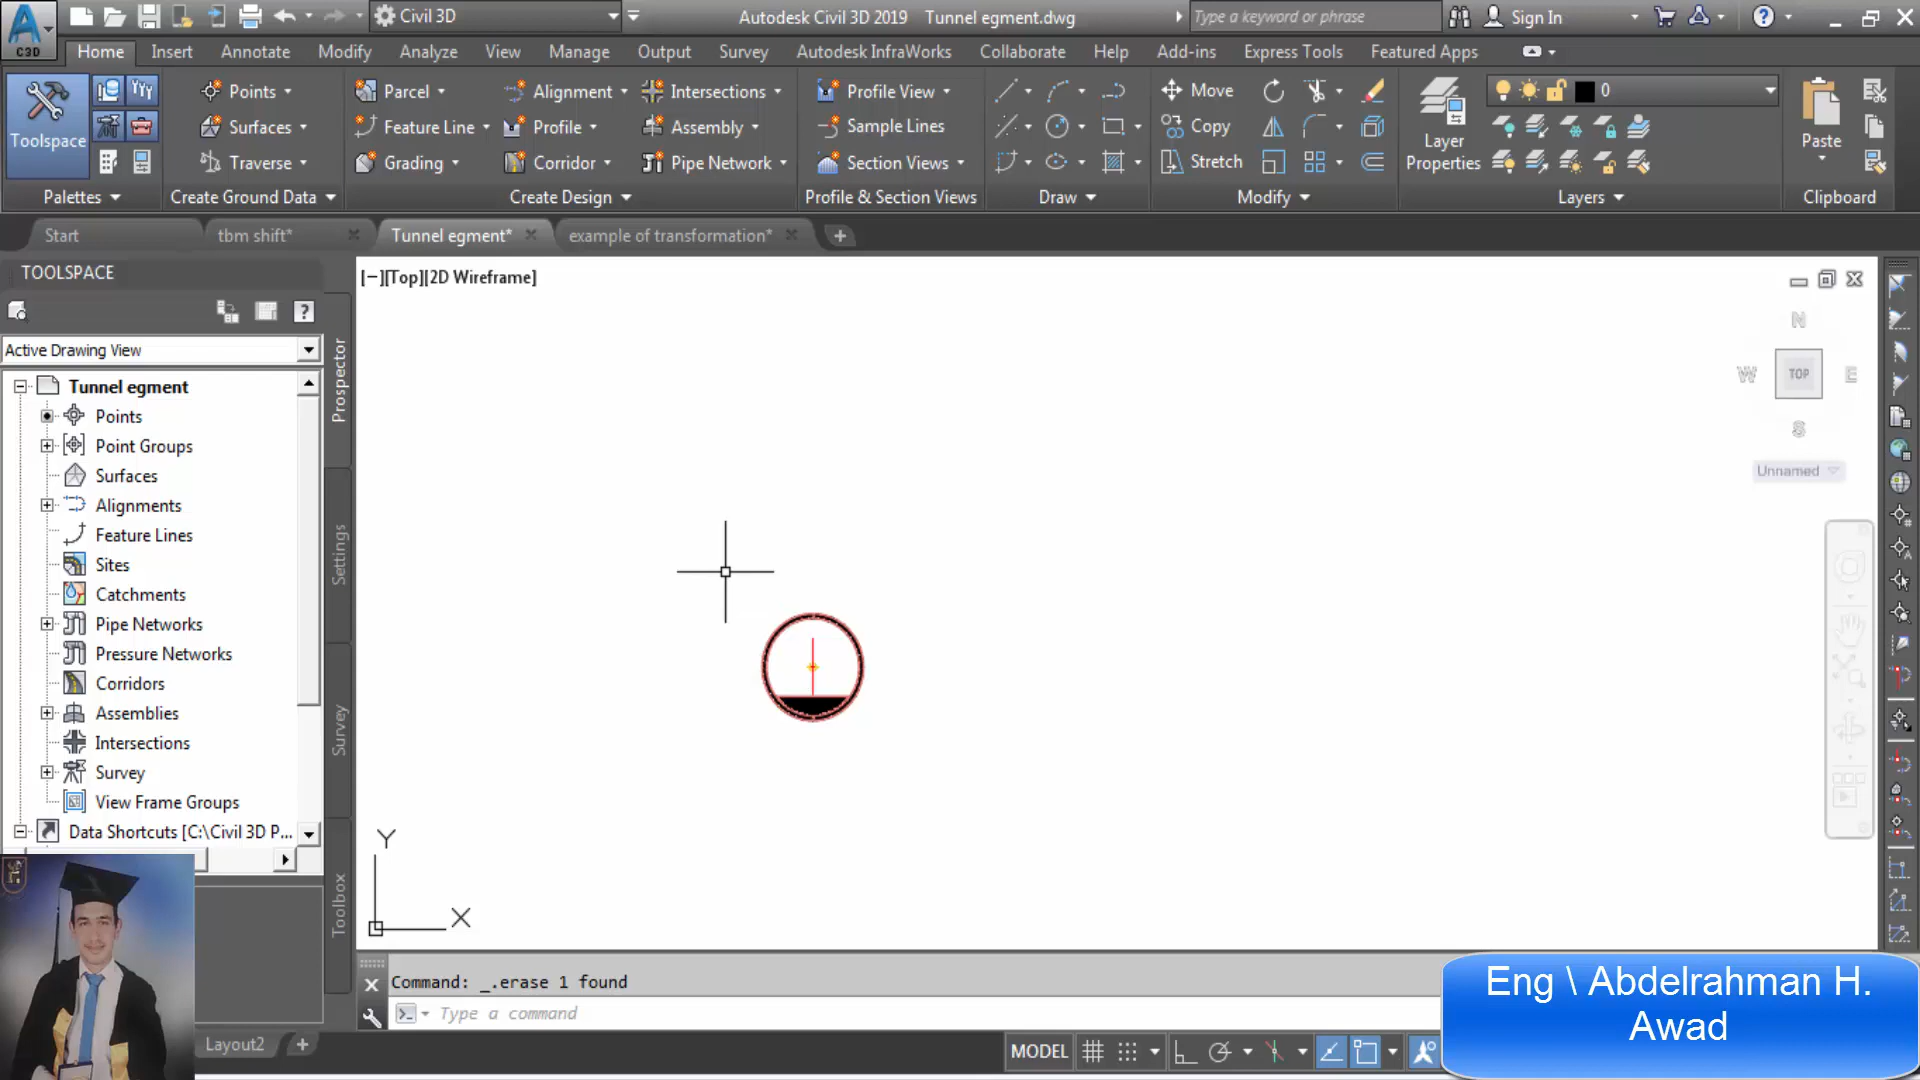 Civil 3D
Autodesk Civil 3D 2019 Tunnel egment.dwg
Type a keyword or phrase
Sign In
C3D
Home Insert Annotate Modify Analyze View Manage Output Survey Autodesk InfraWorks Collaborate Help Add-ins Express Tools Featured Apps
Points Parcel Alignment Intersections Profile View Move 0
Surfaces Feature Line Profile Assembly Sample Lines Copy
Toolspace Layer Properties Paste
Traverse Grading Corridor Pipe Network Section Views Stretch
Palettes Create Ground Data Create Design Profile & Section Views Draw Modify Layers Clipboard
Start tbm shift* Tunnel egment* example of transformation*
TOOLSPACE
[−][Top][2D Wireframe]
Active Drawing View
Tunnel egment
Points
Point Groups
Surfaces
Alignments
Feature Lines
Sites
Catchments
Pipe Networks
Pressure Networks
Corridors
Assemblies
Intersections
Survey
View Frame Groups
Data Shortcuts [C:\Civil 3D P...
Prospector
Settings
Survey
Toolbox
N
W TOP E
S
Unnamed
Y
X
Command: _.erase 1 found
Type a command
Layout2
MODEL
Eng \ Abdelrahman H.
Awad